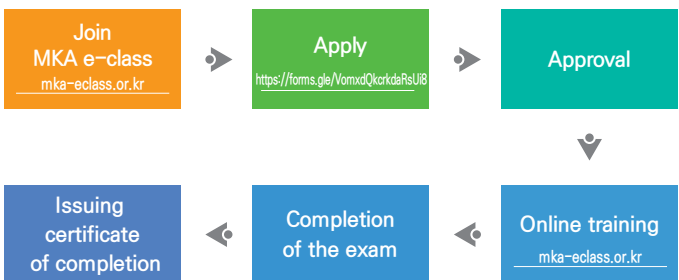 Join
MKA e-class
mka-eclass.or.kr
Apply
https://forms.gle/VomxdQkcrkdaRsUi8
Approval
Online training
mka-eclass.or.kr
Completion
of the exam
Issuing
certificate
of completion